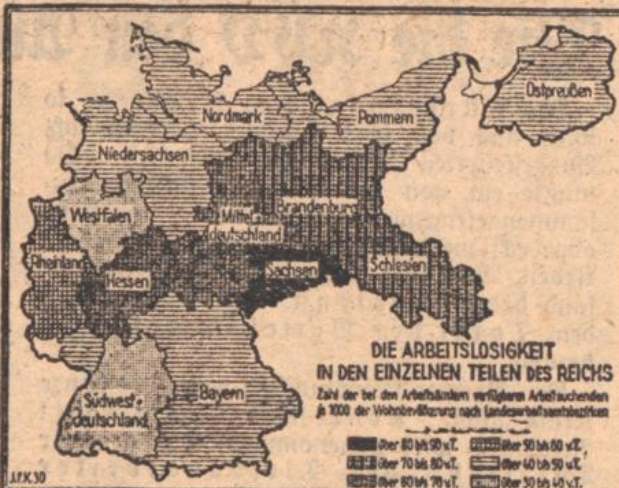 Ostpreußen
Nordmark
Pommern
Niedersachsen
Westfalen
Brandenburg
Mittel-
deutschland
Rheinland
Hessen
Sachsen
Schlesien
DIE ARBEITSLOSIGKEIT
IN DEN EINZELNEN TEILEN DES REICHS
Zahl der bei den Arbeitsämtern verfügbaren Arbeitsuchenden
je 1000 der Wohnbevölkerung nach Landesarbeitsamtsbezirken
Bayern
Südwest-
deutschland
über 80 bis 90 v.T. über 50 bis 60 v.T.
über 70 bis 80 v.T. über 40 bis 50 v.T.
über 60 bis 70 v.T. über 30 bis 40 v.T.
J.F.K.30